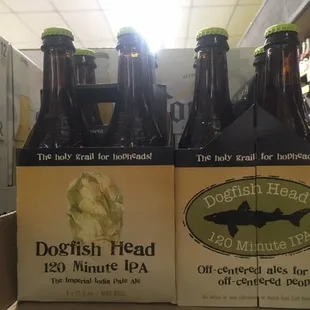 The holy grail for hopheads!
Dogfish Head
120 Minute IPA
The Imperial India Pale Ale
The holy grail for hopheads!
Dogfish Head
120 Minute IPA
Off-centered ales for
off-centered peop